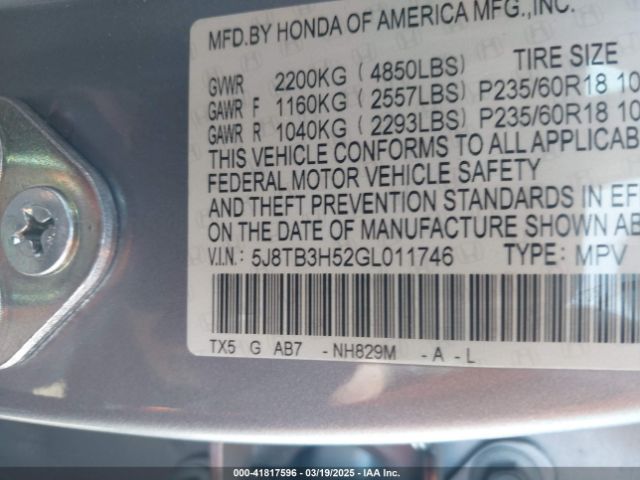 MFD.BY HONDA OF AMERICA MFG.,INC.
TIRE SIZE
GVWR 2200KG ( 4850LBS)
GAWR F 1160KG ( 2557LBS) P235/60R18 10
GAWR R 1040KG ( 2293LBS) P235/60R18 10
THIS VEHICLE CONFORMS TO ALL APPLICAB
FEDERAL MOTOR VEHICLE SAFETY
AND THEFT PREVENTION STANDARDS IN EF
ON THE DATE OF MANUFACTURE SHOWN AB
V.I.N: 5J8TB3H52GL011746 TYPE: MPV
TX5 G AB7 - NH829M - A - L
000-41817596 - 03/19/2025 - IAA Inc.